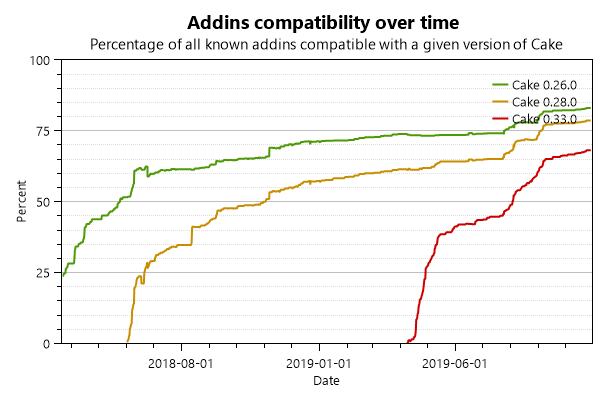 Addins compatibility over time
Percentage of all known addins compatible with a given version of Cake
100
Cake 0.26.0
Cake 0.28.0
Cake 0.33.0
75
Percent
50
25
0
2018-08-01
2019-01-01
2019-06-01
Date